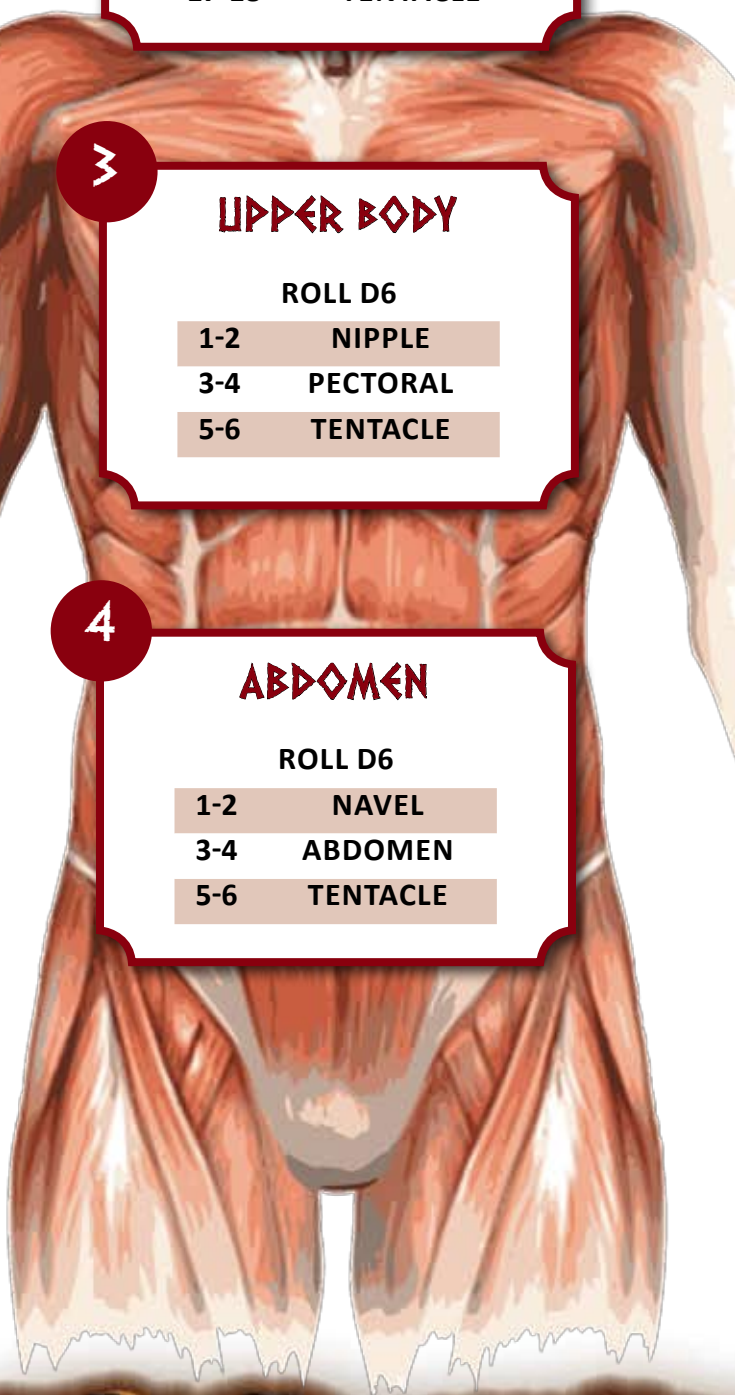 TENTACLE
3
UPPER BODY
ROLL D6
1-2 NIPPLE
3-4 PECTORAL
5-6 TENTACLE
4
ABDOMEN
ROLL D6
1-2 NAVEL
3-4 ABDOMEN
5-6 TENTACLE